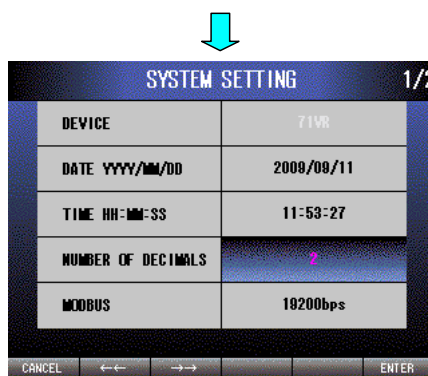 SYSTEM SETTING 1/2
DEVICE 71VR
DATE YYYY/MM/DD 2009/09/11
TIME HH:MM:SS 11:53:27
NUMBER OF DECIMALS 2
MODBUS 19200bps
CANCEL ←← →→ ENTER